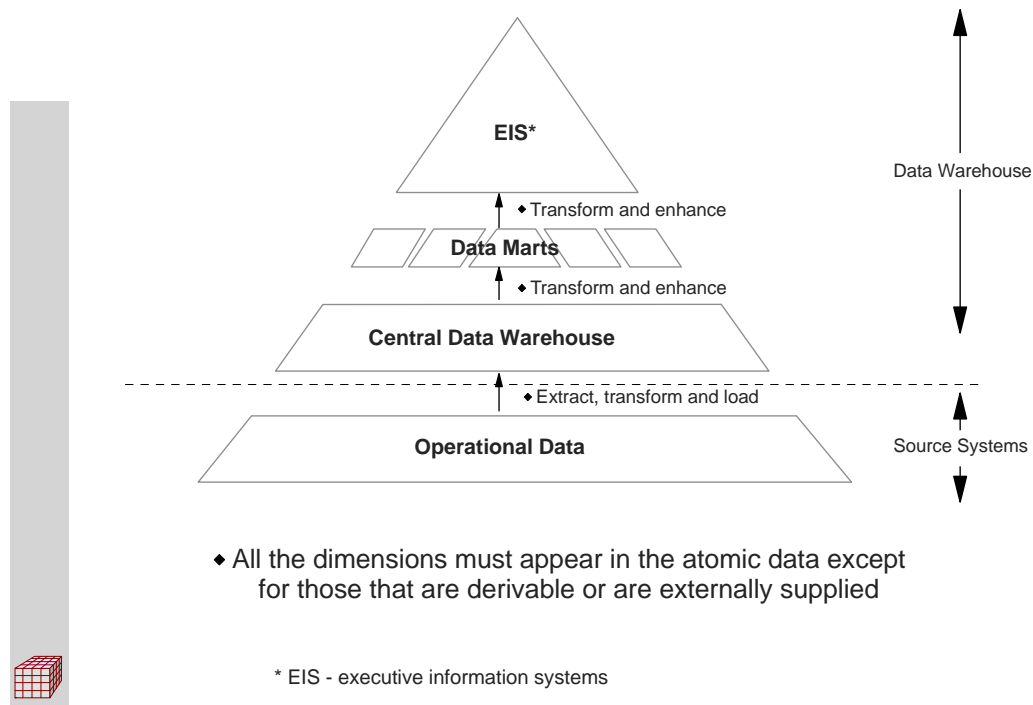 EIS*
Data Warehouse
◆ Transform and enhance
Data Marts
◆ Transform and enhance
Central Data Warehouse
◆ Extract, transform and load
Operational Data
Source Systems
◆ All the dimensions must appear in the atomic data except
for those that are derivable or are externally supplied
* EIS - executive information systems